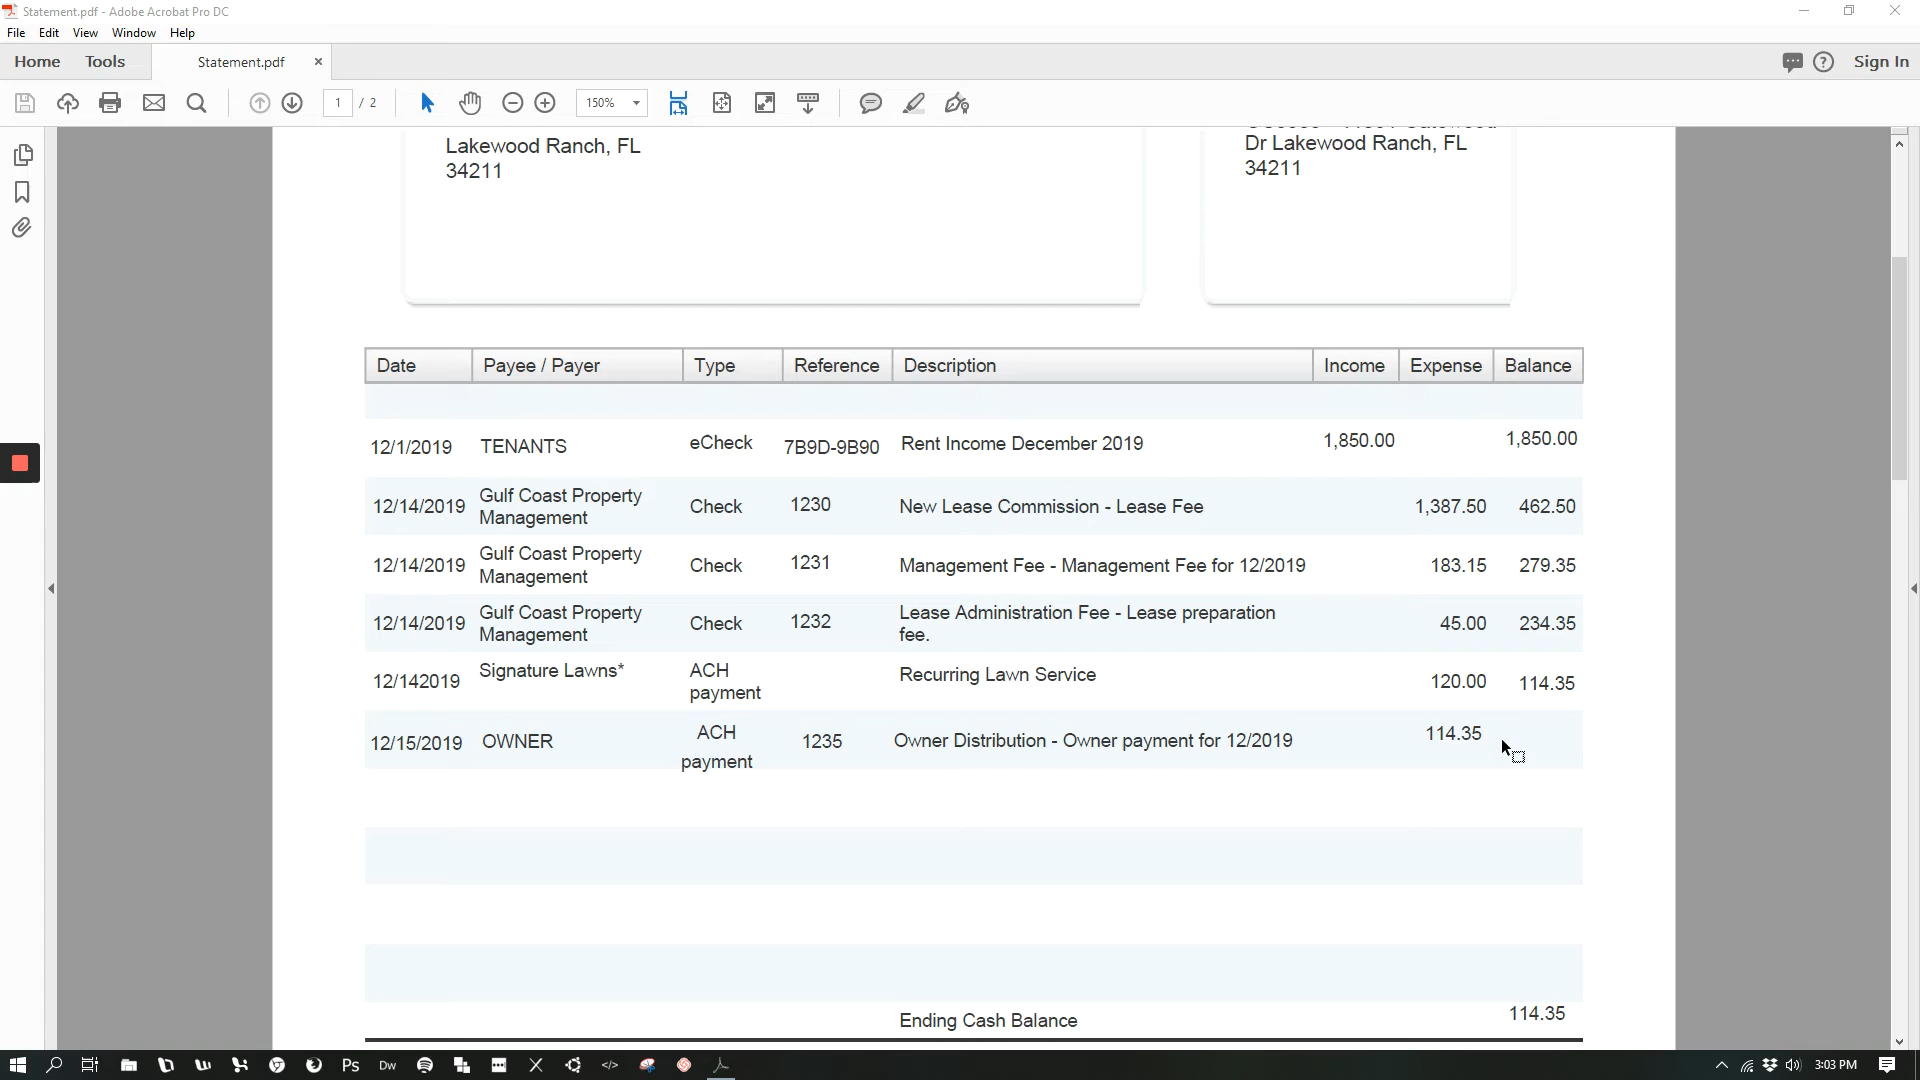 Statement.pdf - Adobe Acrobat Pro DC
File Edit View Window Help
Home Tools Statement.pdf × Sign In
1 / 2 150%
Lakewood Ranch, FL
34211
Dr Lakewood Ranch, FL
34211
Date Payee / Payer Type Reference Description Income Expense Balance
12/1/2019 TENANTS eCheck 7B9D-9B90 Rent Income December 2019 1,850.00 1,850.00
12/14/2019 Gulf Coast Property Check 1230 New Lease Commission - Lease Fee 1,387.50 462.50
Management
12/14/2019 Gulf Coast Property Check 1231 Management Fee - Management Fee for 12/2019 183.15 279.35
Management
12/14/2019 Gulf Coast Property Check 1232 Lease Administration Fee - Lease preparation 45.00 234.35
Management fee.
12/142019 Signature Lawns* ACH Recurring Lawn Service 120.00 114.35
payment
12/15/2019 OWNER ACH 1235 Owner Distribution - Owner payment for 12/2019 114.35
payment
Ending Cash Balance 114.35
Ps Dw </> 3:03 PM